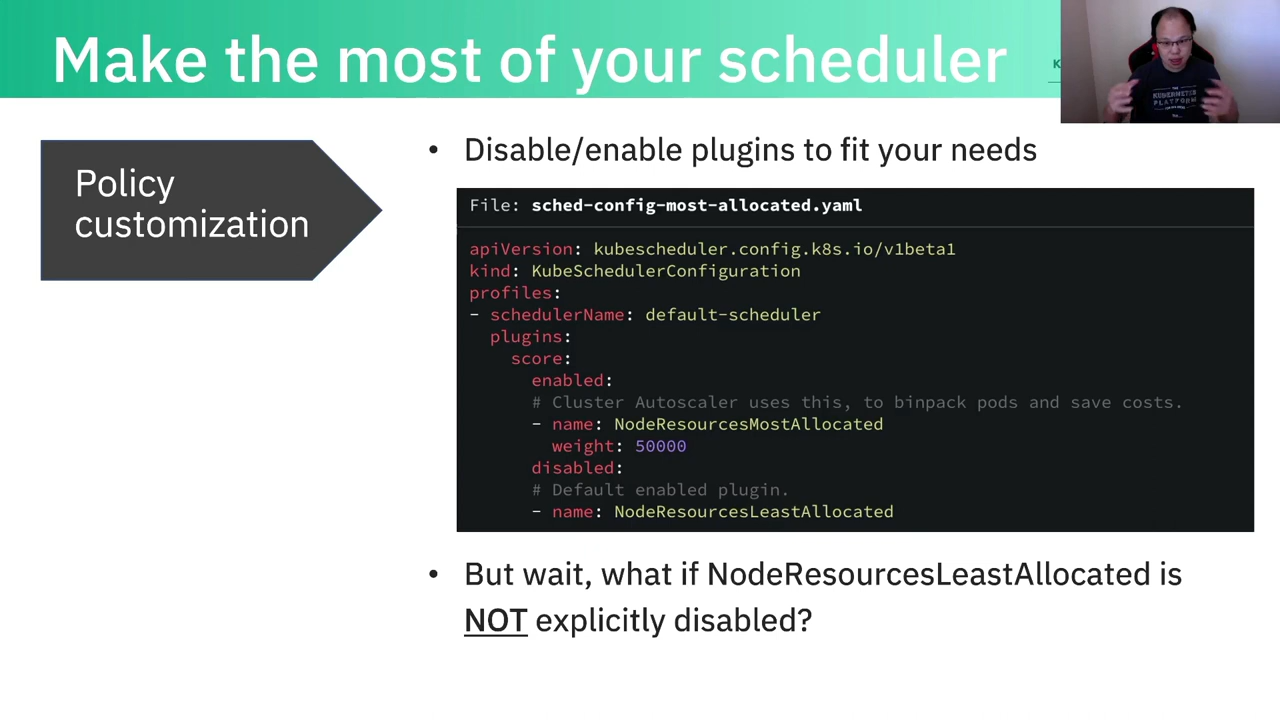 Make the most of your scheduler
K
Policy
customization
• Disable/enable plugins to fit your needs
File: sched-config-most-allocated.yaml
apiVersion: kubescheduler.config.k8s.io/v1beta1
kind: KubeSchedulerConfiguration
profiles:
- schedulerName: default-scheduler
plugins:
score:
enabled:
# Cluster Autoscaler uses this, to binpack pods and save costs.
- name: NodeResourcesMostAllocated
weight: 50000
disabled:
# Default enabled plugin.
- name: NodeResourcesLeastAllocated
• But wait, what if NodeResourcesLeastAllocated is
NOT explicitly disabled?
THE
KUBERNETES
PLATFORM